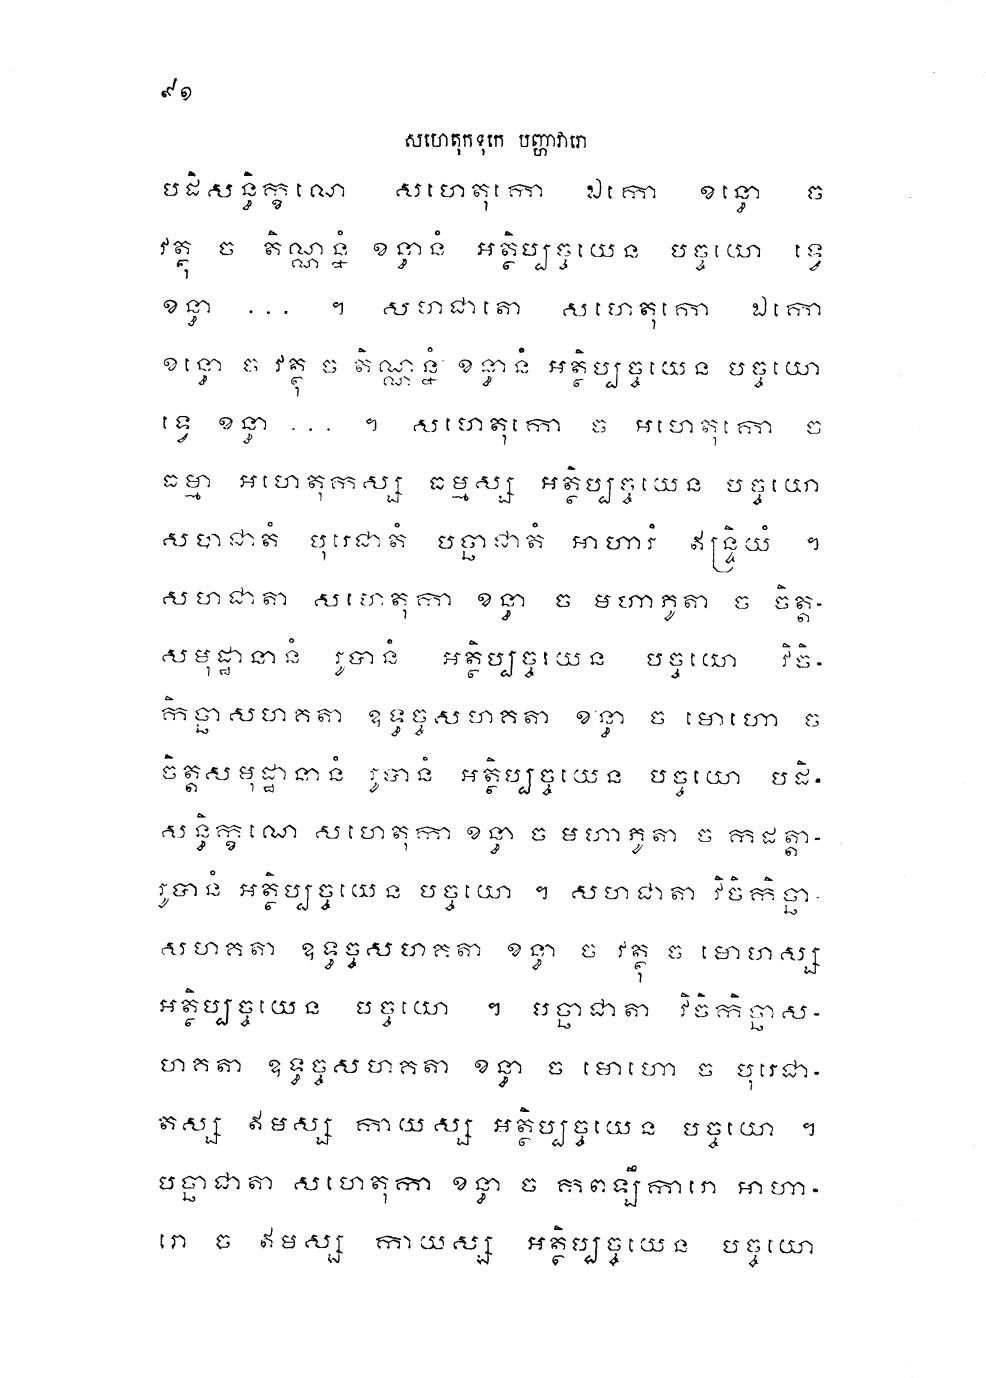 ៩១
សហេតុកទុកេ បញ្ហាវារោ
បដិសន្ធិក្ខណេ សហេតុកោ ឯកោ ខន្ធោ ច
វត្ថុ ច តិណ្ណន្នំ ខន្ធានំ អត្ថិប្បច្ចយេន បច្ចយោ ទ្វេ
ខន្ធា ... ។ សហជាតោ សហេតុកោ ឯកោ
ខន្ធោ ច វត្ថុ ច តិណ្ណន្នំ ខន្ធានំ អត្ថិប្បច្ចយេន បច្ចយោ
ទ្វេ ខន្ធា ... ។ សហេតុកោ ច អហេតុកោ ច
ធម្មា អហេតុកស្ស ធម្មស្ស អត្ថិប្បច្ចយេន បច្ចយោ
សហជាតំ បុរេជាតំ បច្ឆាជាតំ អាហារំ ឥន្ទ្រិយំ ។
សហជាតា សហេតុកា ខន្ធា ច មហាភូតា ច ចិត្ត-
សមុដ្ឋានានំ រូបានំ អត្ថិប្បច្ចយេន បច្ចយោ វិចិ-
កិច្ឆាសហគតា ឧទ្ធច្ចសហគតា ខន្ធា ច មោហោ ច
ចិត្តសមុដ្ឋានានំ រូបានំ អត្ថិប្បច្ចយេន បច្ចយោ បដិ-
សន្ធិក្ខណេ សហេតុកា ខន្ធា ច មហាភូតា ច កដត្តា-
រូបានំ អត្ថិប្បច្ចយេន បច្ចយោ ។ សហជាតា វិចិកិច្ឆា-
សហគតា ឧទ្ធច្ចសហគតា ខន្ធា ច វត្ថុ ច មោហស្ស
អត្ថិប្បច្ចយេន បច្ចយោ ។ បច្ឆាជាតា វិចិកិច្ឆាស-
ហគតា ឧទ្ធច្ចសហគតា ខន្ធា ច មោហោ ច បុរេជា-
តស្ស ឥមស្ស កាយស្ស អត្ថិប្បច្ចយេន បច្ចយោ ។
បច្ឆាជាតា សហេតុកា ខន្ធា ច កពឡឹការោ អាហា-
រោ ច ឥមស្ស កាយស្ស អត្ថិប្បច្ចយេន បច្ចយោ